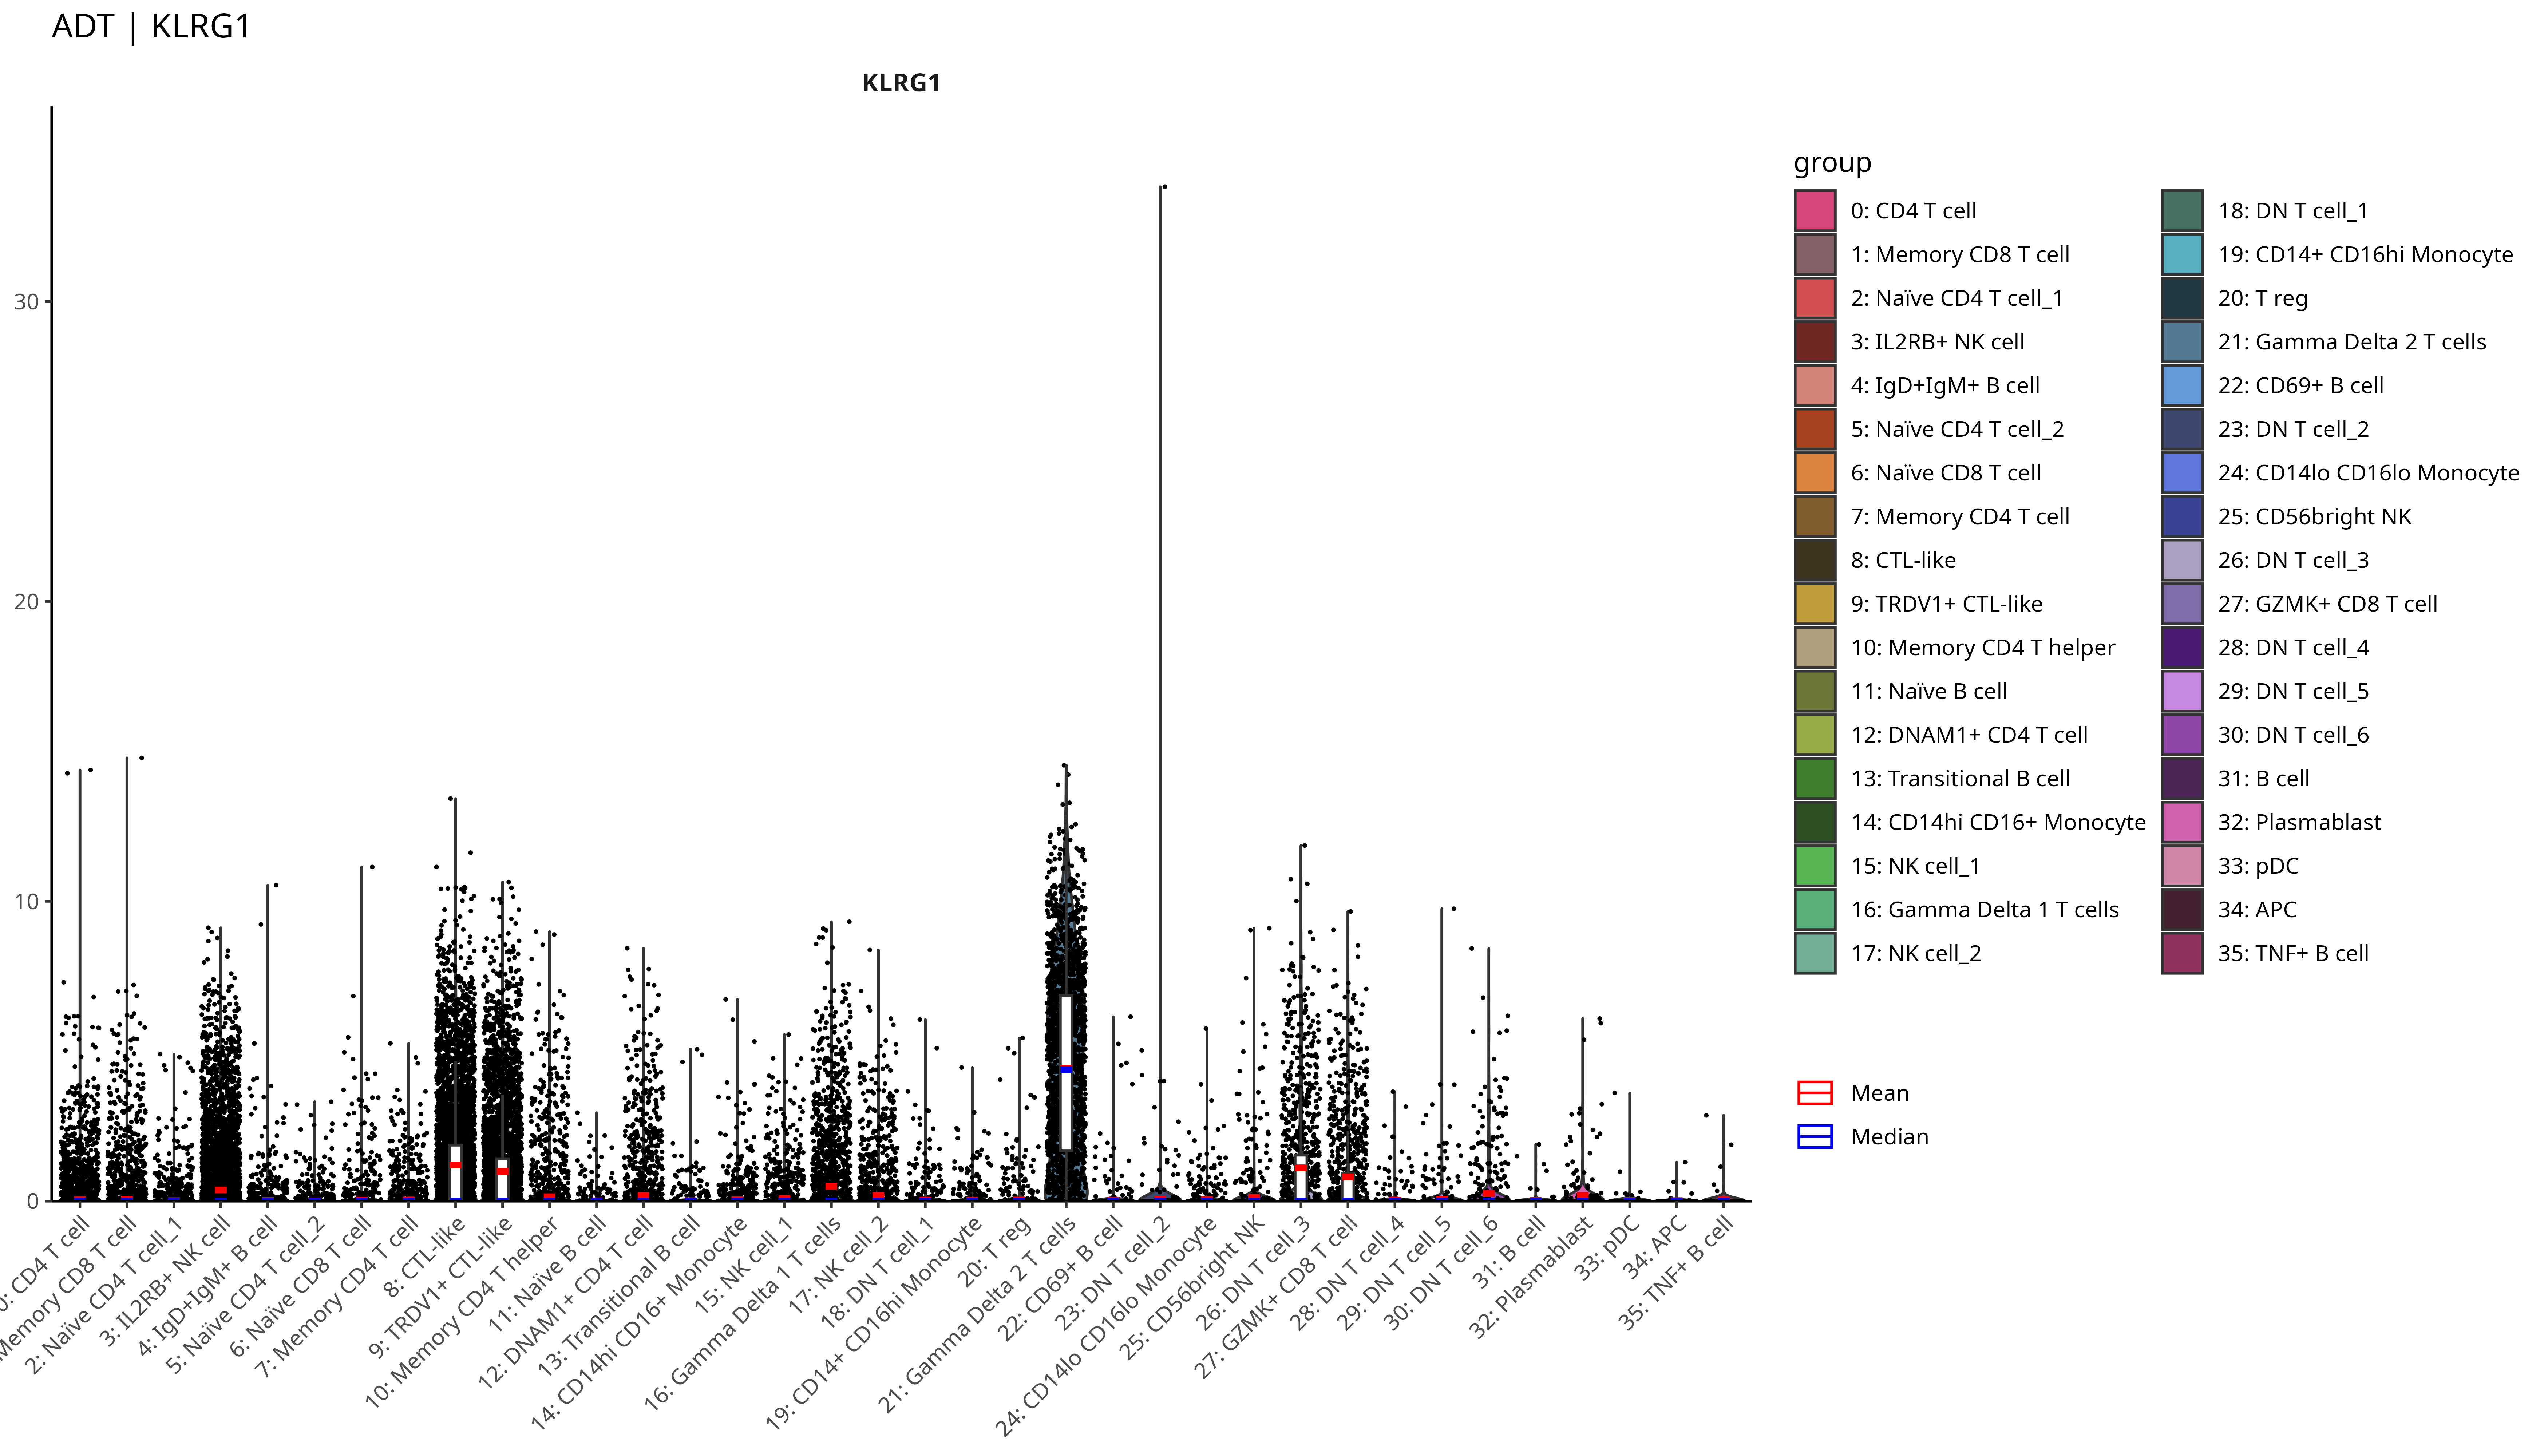 ADT | KLRG1
KLRG1
30
20
10
0
0: CD4 T cell
Memory CD8 T cell
2: Naïve CD4 T cell_1
3: IL2RB+ NK cell
4: IgD+IgM+ B cell
5: Naïve CD4 T cell_2
6: Naïve CD8 T cell
7: Memory CD4 T cell
8: CTL-like
9: TRDV1+ CTL-like
10: Memory CD4 T helper
11: Naïve B cell
12: DNAM1+ CD4 T cell
13: Transitional B cell
14: CD14hi CD16+ Monocyte
15: NK cell_1
16: Gamma Delta 1 T cells
17: NK cell_2
18: DN T cell_1
19: CD14+ CD16hi Monocyte
20: T reg
21: Gamma Delta 2 T cells
22: CD69+ B cell
23: DN T cell_2
24: CD14lo CD16lo Monocyte
25: CD56bright NK
26: DN T cell_3
27: GZMK+ CD8 T cell
28: DN T cell_4
29: DN T cell_5
30: DN T cell_6
31: B cell
32: Plasmablast
33: pDC
34: APC
35: TNF+ B cell
group
0: CD4 T cell
1: Memory CD8 T cell
2: Naïve CD4 T cell_1
3: IL2RB+ NK cell
4: IgD+IgM+ B cell
5: Naïve CD4 T cell_2
6: Naïve CD8 T cell
7: Memory CD4 T cell
8: CTL-like
9: TRDV1+ CTL-like
10: Memory CD4 T helper
11: Naïve B cell
12: DNAM1+ CD4 T cell
13: Transitional B cell
14: CD14hi CD16+ Monocyte
15: NK cell_1
16: Gamma Delta 1 T cells
17: NK cell_2
18: DN T cell_1
19: CD14+ CD16hi Monocyte
20: T reg
21: Gamma Delta 2 T cells
22: CD69+ B cell
23: DN T cell_2
24: CD14lo CD16lo Monocyte
25: CD56bright NK
26: DN T cell_3
27: GZMK+ CD8 T cell
28: DN T cell_4
29: DN T cell_5
30: DN T cell_6
31: B cell
32: Plasmablast
33: pDC
34: APC
35: TNF+ B cell
Mean
Median